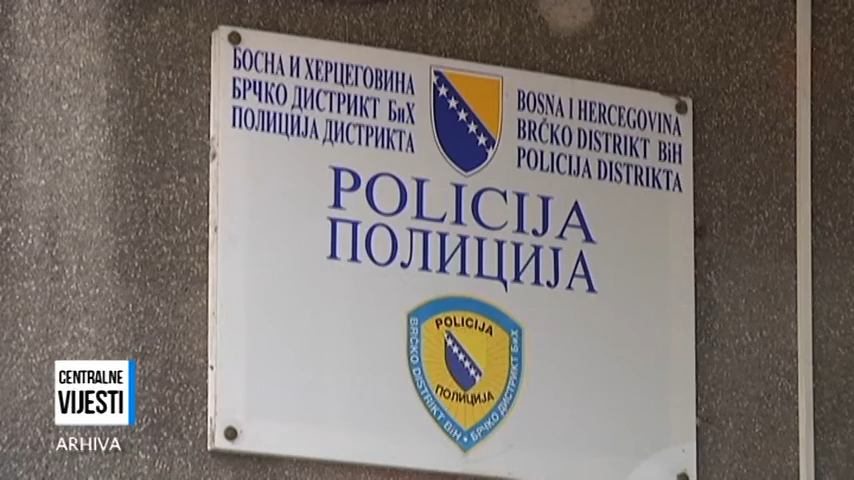 БОСНА И ХЕРЦЕГОВИНА
БРЧКО ДИСТРИКТ БиХ
ПОЛИЦИЈА ДИСТРИКТА
BOSNA I HERCEGOVINA
BRČKO DISTRIKT BiH
POLICIJA DISTRIKTA
POLICIJA
ПОЛИЦИЈА
POLICIJA
ПОЛИЦИЈА
BRČKO DISTRIKT BiH • БРЧКО ДИСТРИКТ БиХ
CENTRALNE
VIJESTI
ARHIVA